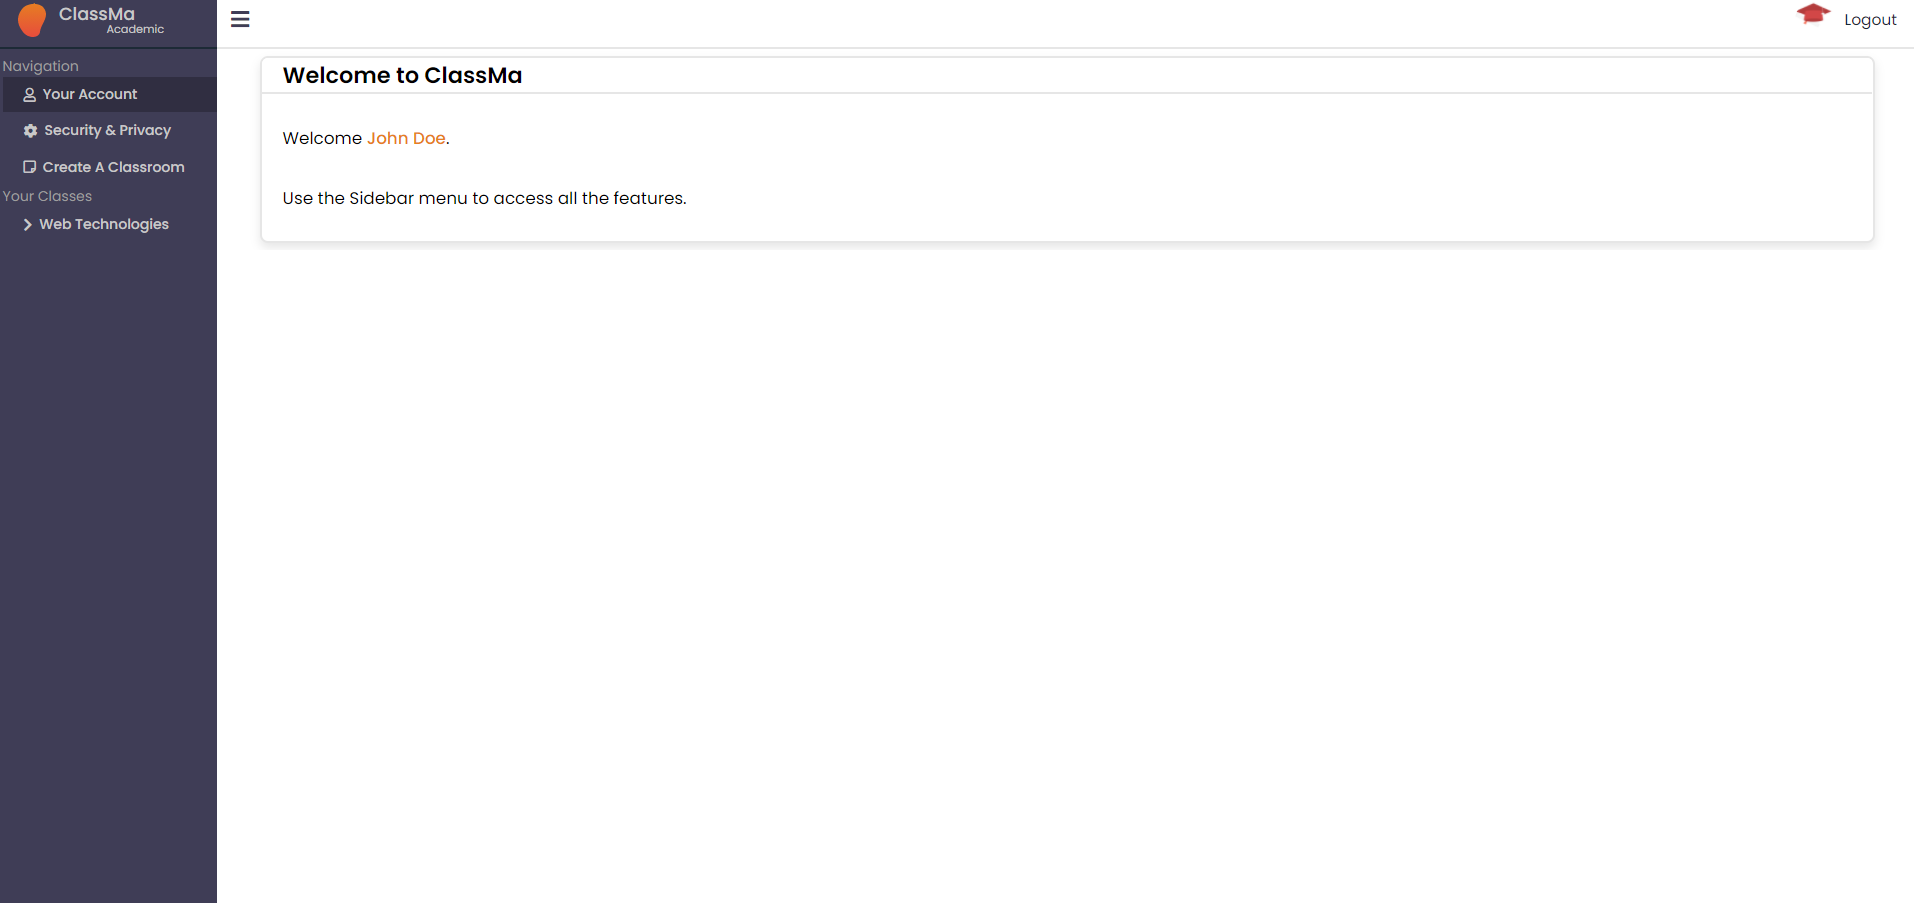 ClassMa
Academic
Logout
Navigation
Your Account
Security & Privacy
Create A Classroom
Your Classes
Web Technologies
Welcome to ClassMa
Welcome John Doe.
Use the Sidebar menu to access all the features.